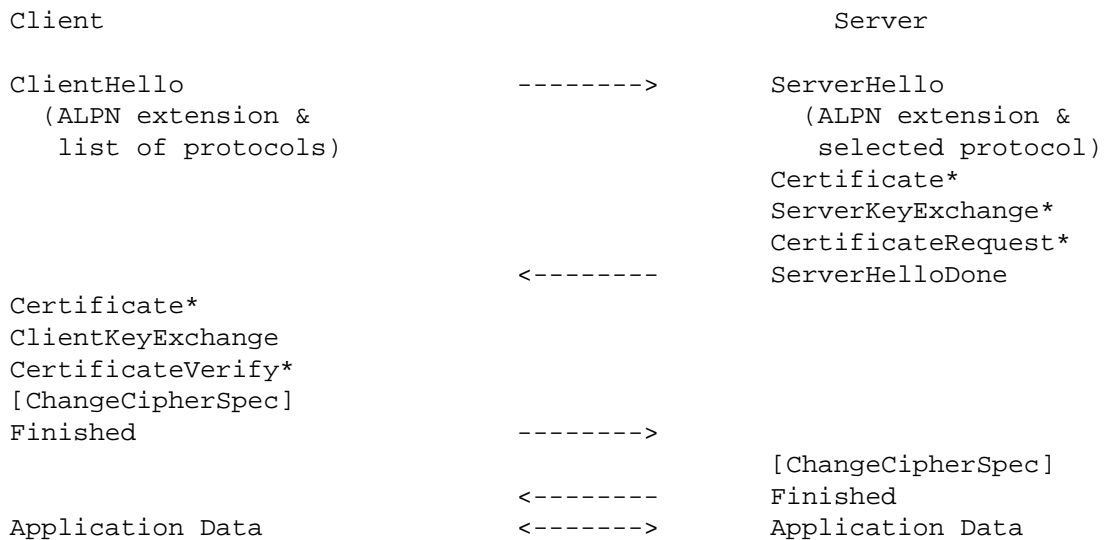 Client                                               Server

ClientHello                     -------->       ServerHello
  (ALPN extension &                               (ALPN extension &
   list of protocols)                              selected protocol)
                                                Certificate*
                                                ServerKeyExchange*
                                                CertificateRequest*
                                <--------       ServerHelloDone
Certificate*
ClientKeyExchange
CertificateVerify*
[ChangeCipherSpec]
Finished                        -------->
                                                [ChangeCipherSpec]
                                <--------       Finished
Application Data                <------->       Application Data